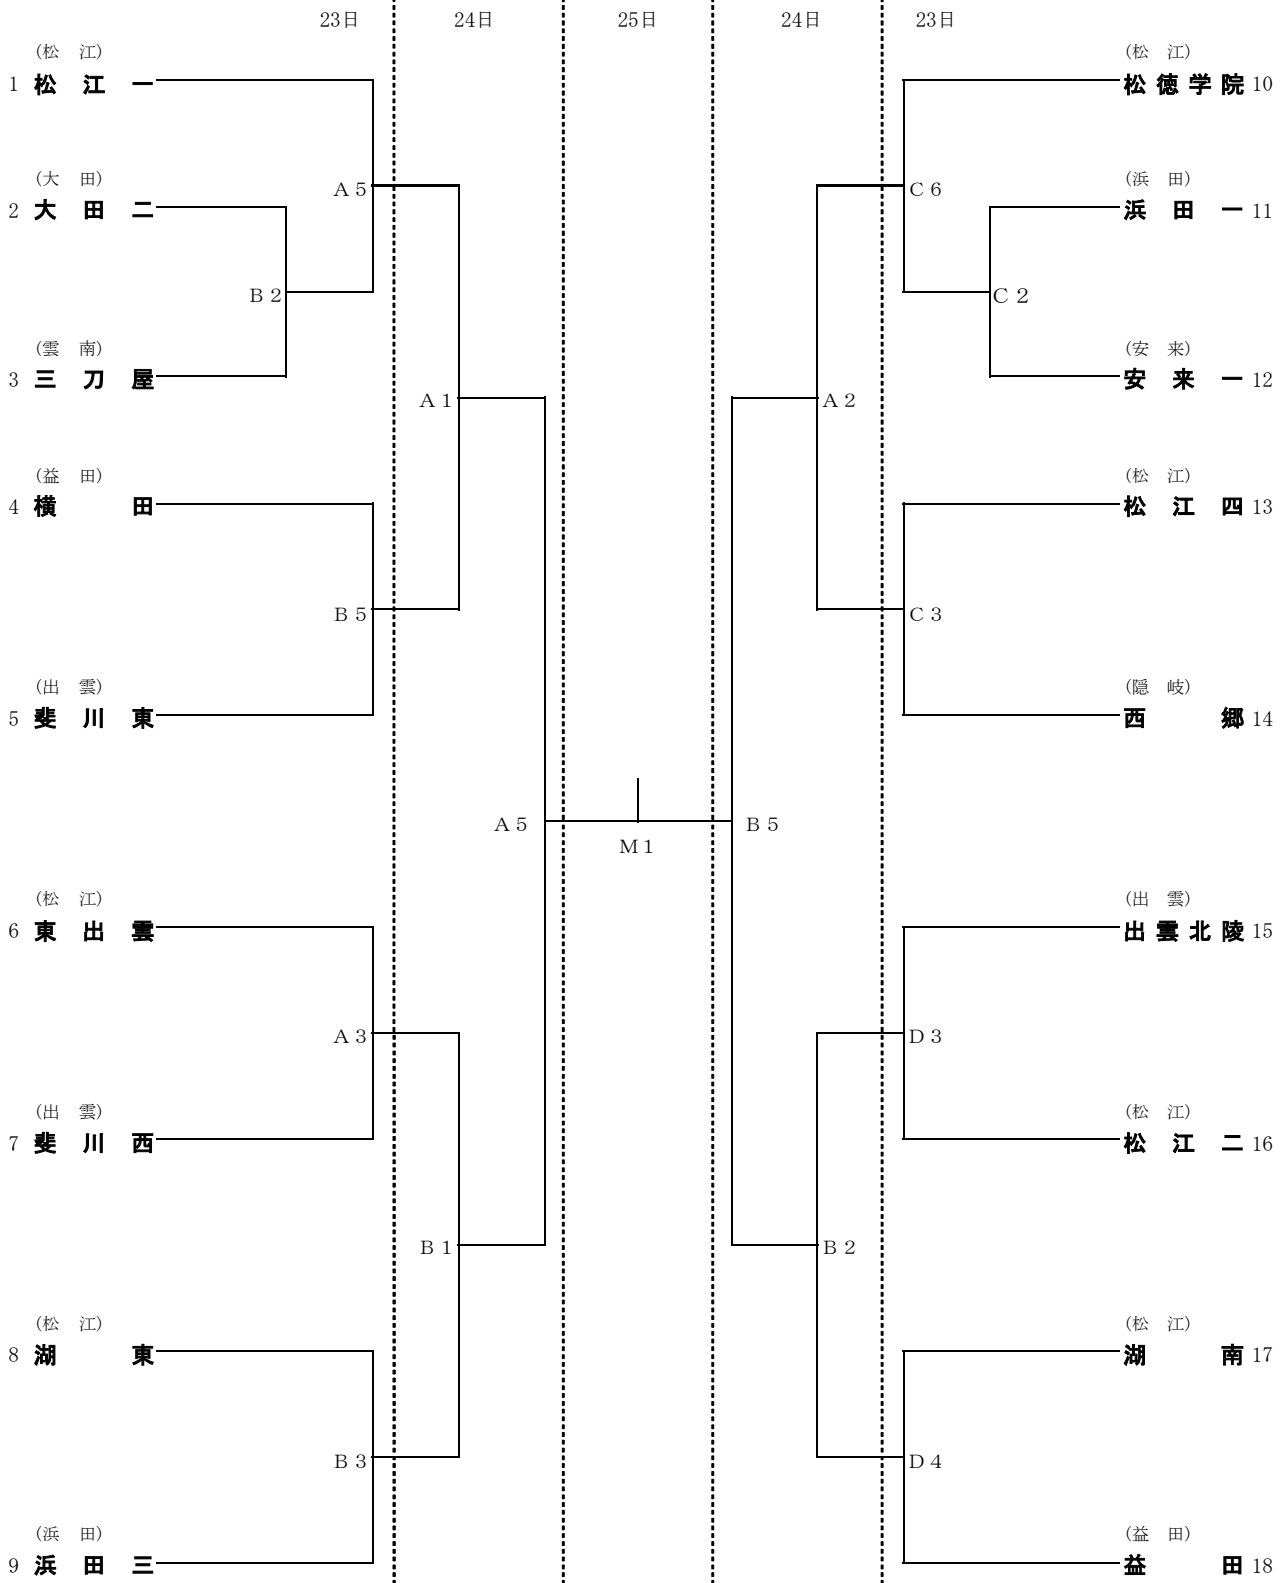 23日 24日 25日 24日 23日
(松 江) (松 江)
1 松 江 一 松徳学院 10
(大 田) A 5 C 6 (浜 田)
2 大 田 二 浜 田 一 11
B 2 C 2
(雲 南) (安 来)
3 三 刀 屋 安 来 一 12
A 1 A 2
(益 田) (松 江)
4 横 田 松 江 四 13
B 5 C 3
(出 雲) (隠 岐)
5 斐 川 東 西 郷 14
A 5 B 5
M 1
(松 江) (出 雲)
6 東 出 雲 出雲北陵 15
A 3 D 3
(出 雲) (松 江)
7 斐 川 西 松 江 二 16
B 1 B 2
(松 江) (松 江)
8 湖 東 湖 南 17
B 3 D 4
(浜 田) (益 田)
9 浜 田 三 益 田 18